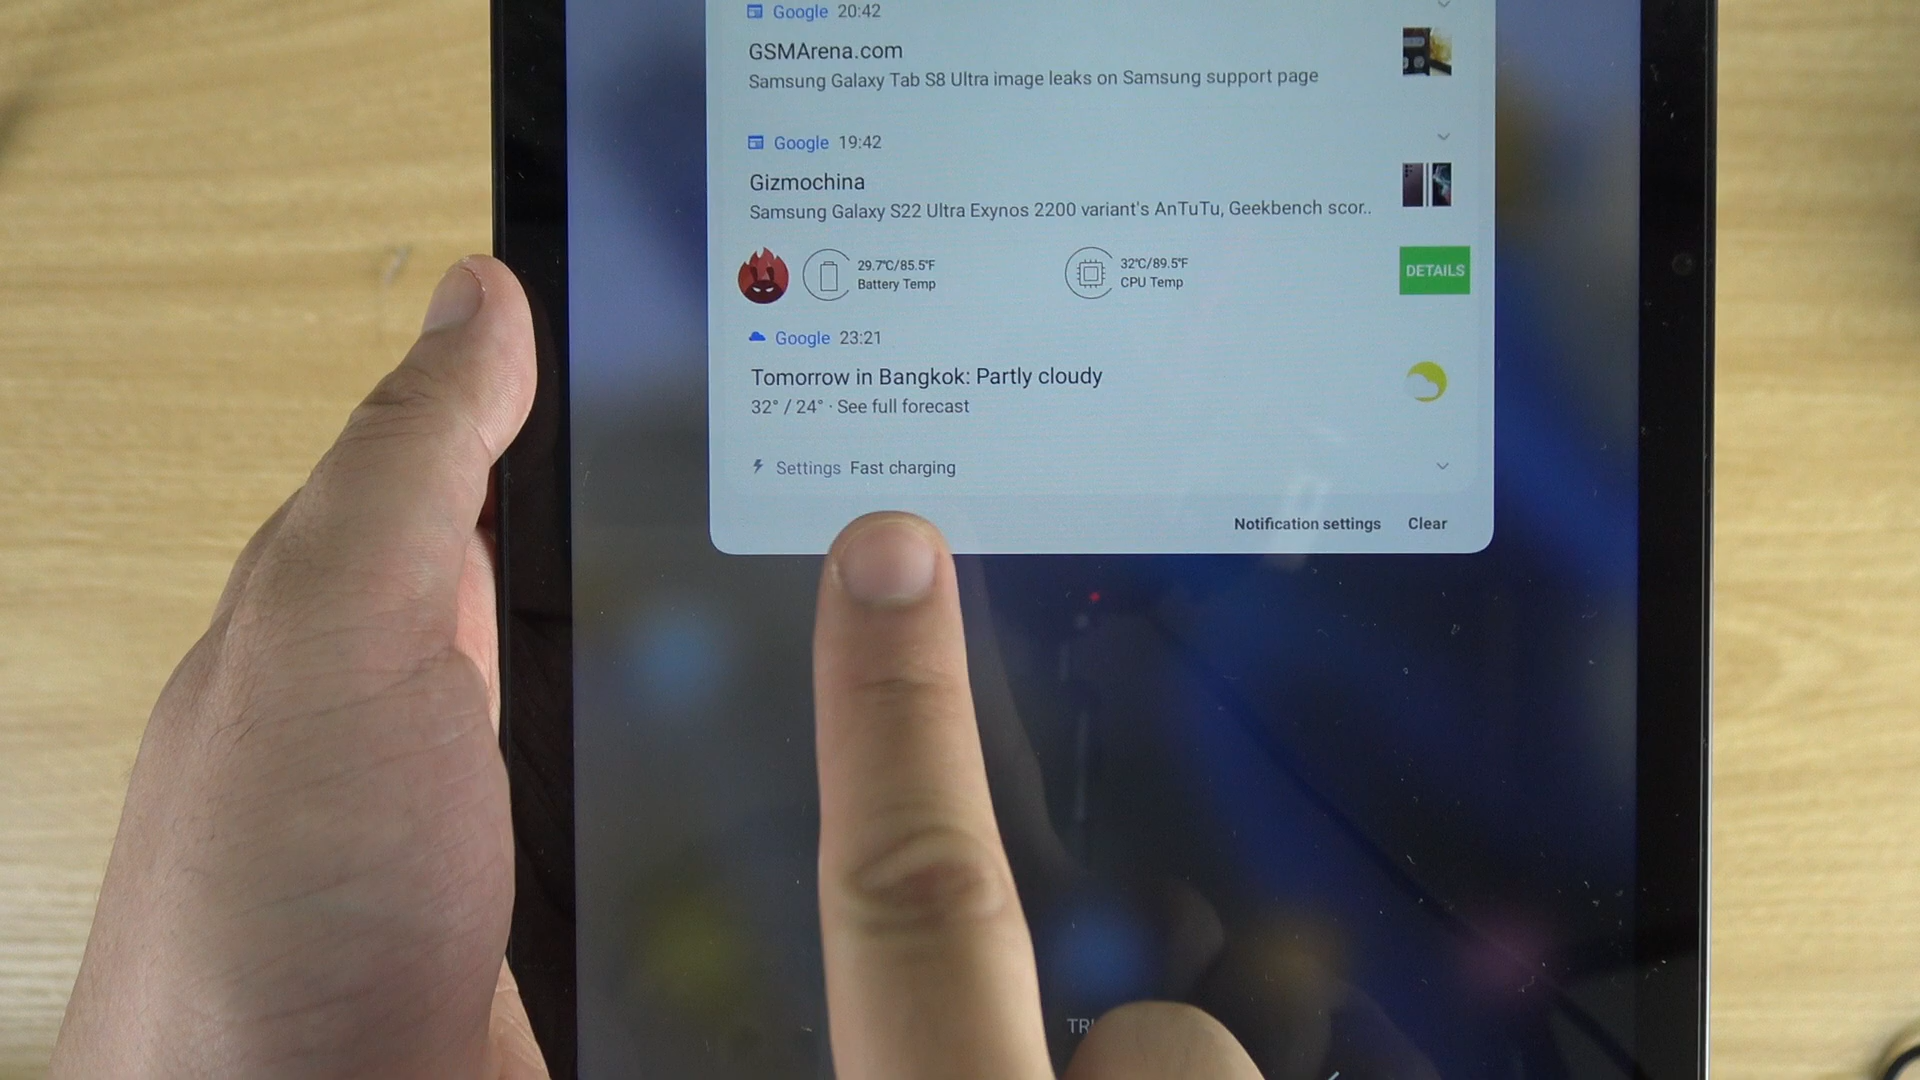 Google 20:42
GSMArena.com
Samsung Galaxy Tab S8 Ultra image leaks on Samsung support page
Google 19:42
Gizmochina
Samsung Galaxy S22 Ultra Exynos 2200 variant's AnTuTu, Geekbench scor..
29.7℃/85.5℉
Battery Temp
32℃/89.5℉
CPU Temp
DETAILS
Google 23:21
Tomorrow in Bangkok: Partly cloudy
32° / 24° · See full forecast
Settings Fast charging
Notification settings Clear